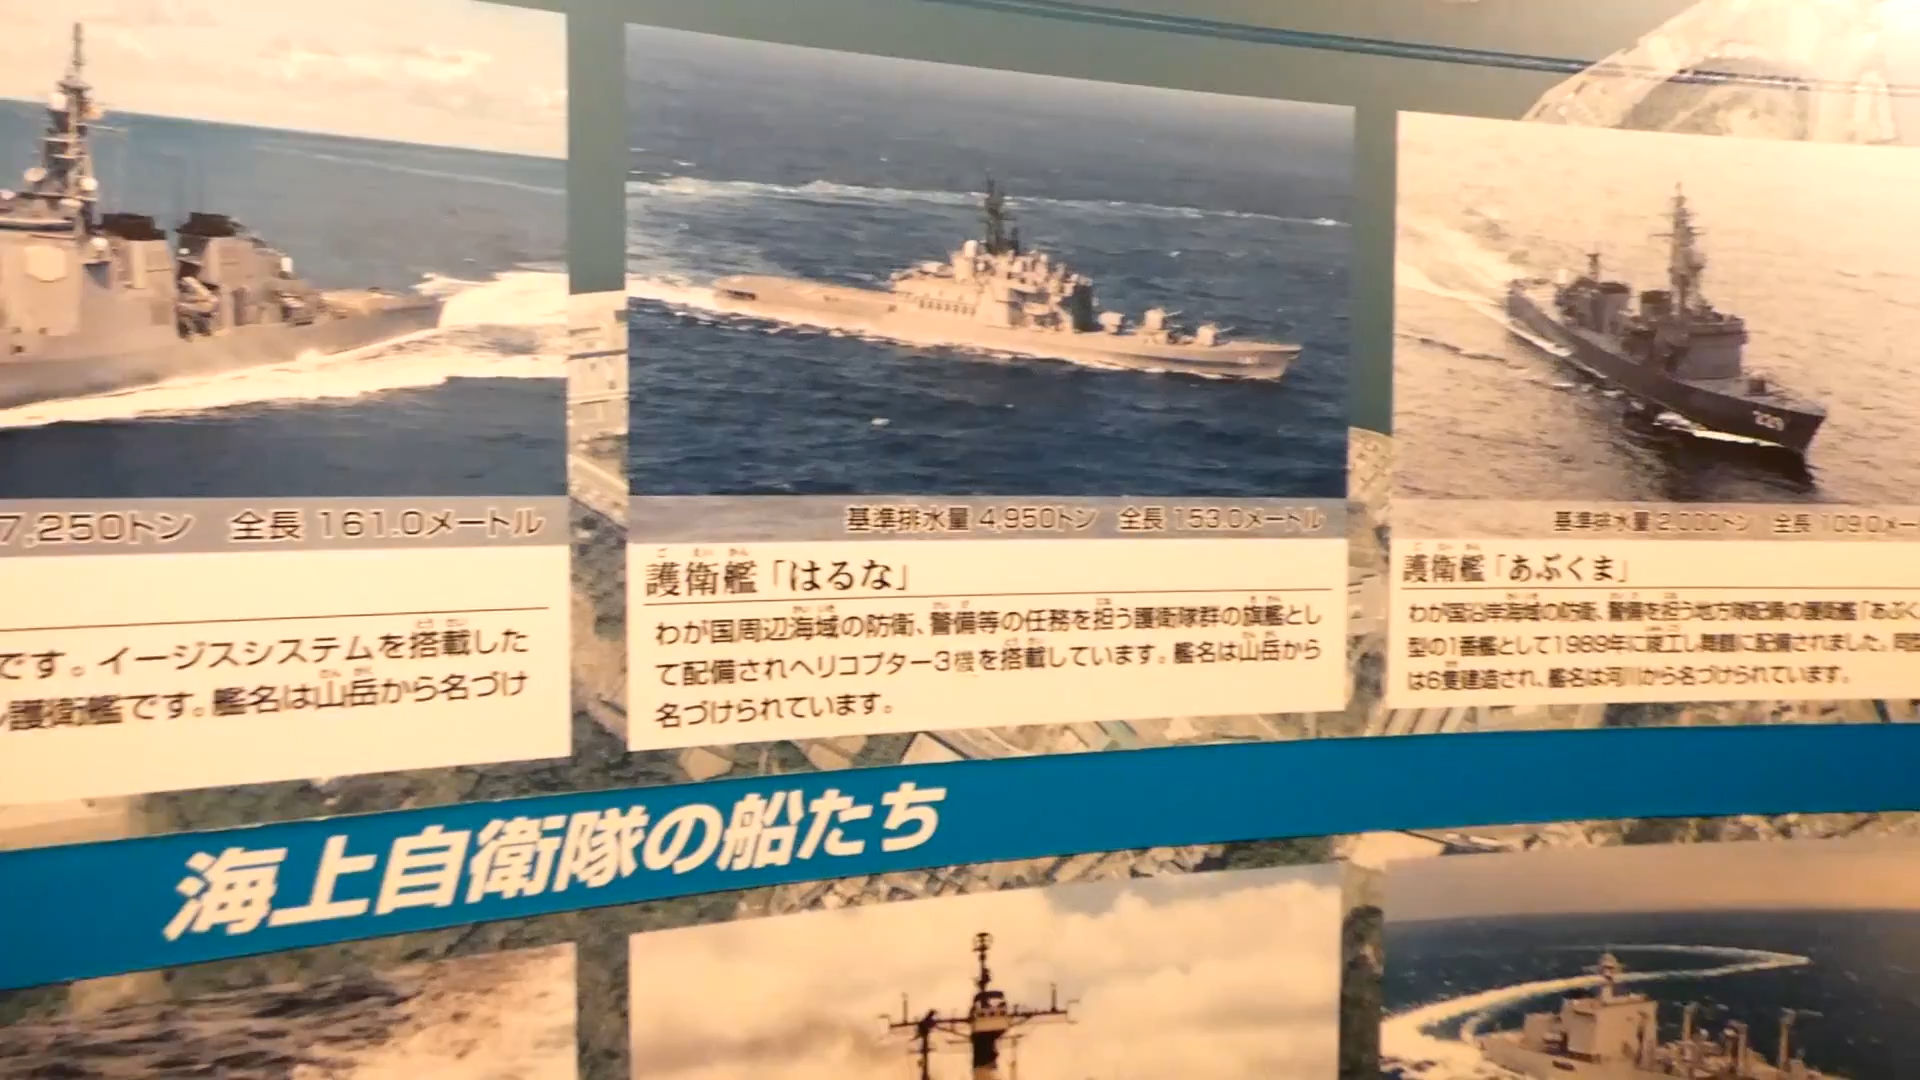 7,250トン 全長 161.0メートル
です。イージスシステムを搭載した
護衛艦です。艦名は山岳から名づけ
基準排水量 4,950トン 全長 153.0メートル
護衛艦「はるな」
わが国周辺海域の防衛、警備等の任務を担う護衛隊群の旗艦とし
て配備されヘリコプター3機を搭載しています。艦名は山岳から
名づけられています。
基準排水量 2,000トン 全長 109.0メー
護衛艦「あぶくま」
わが国沿岸海域の防衛、警備を担う地方隊配備の護衛艦「あぶく
型の1番艦として1989年に竣工し舞鶴に配備されました。同型
は6隻建造され、艦名は河川から名づけられています。
海上自衛隊の船たち
229